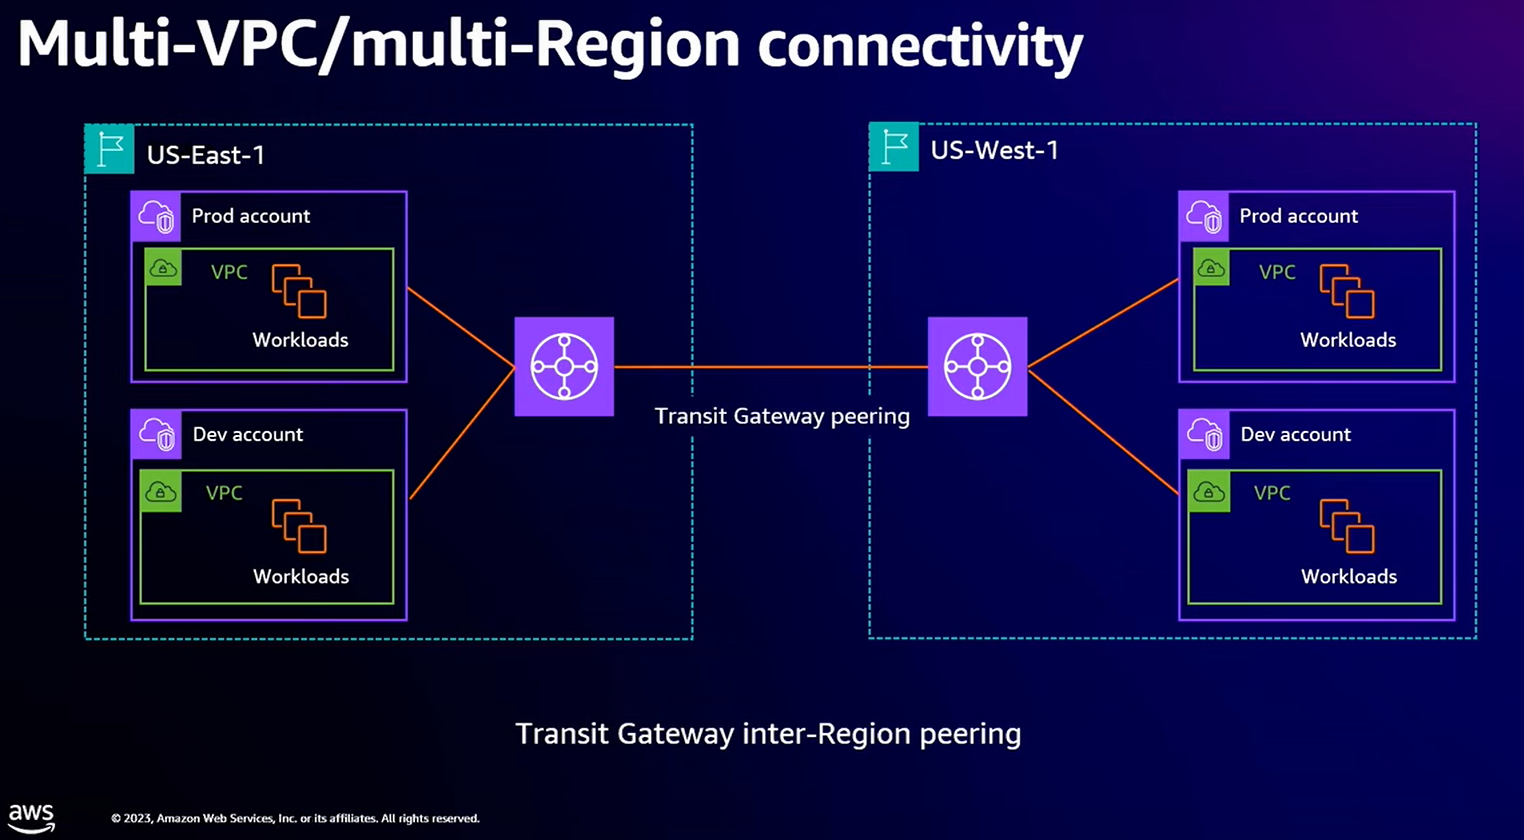 Multi-VPC/multi-Region connectivity
US-East-1
Prod account
VPC
Workloads
Dev account
VPC
Workloads
Transit Gateway peering
US-West-1
Prod account
VPC
Workloads
Dev account
VPC
Workloads
Transit Gateway inter-Region peering
aws
© 2023, Amazon Web Services, Inc. or its affiliates. All rights reserved.